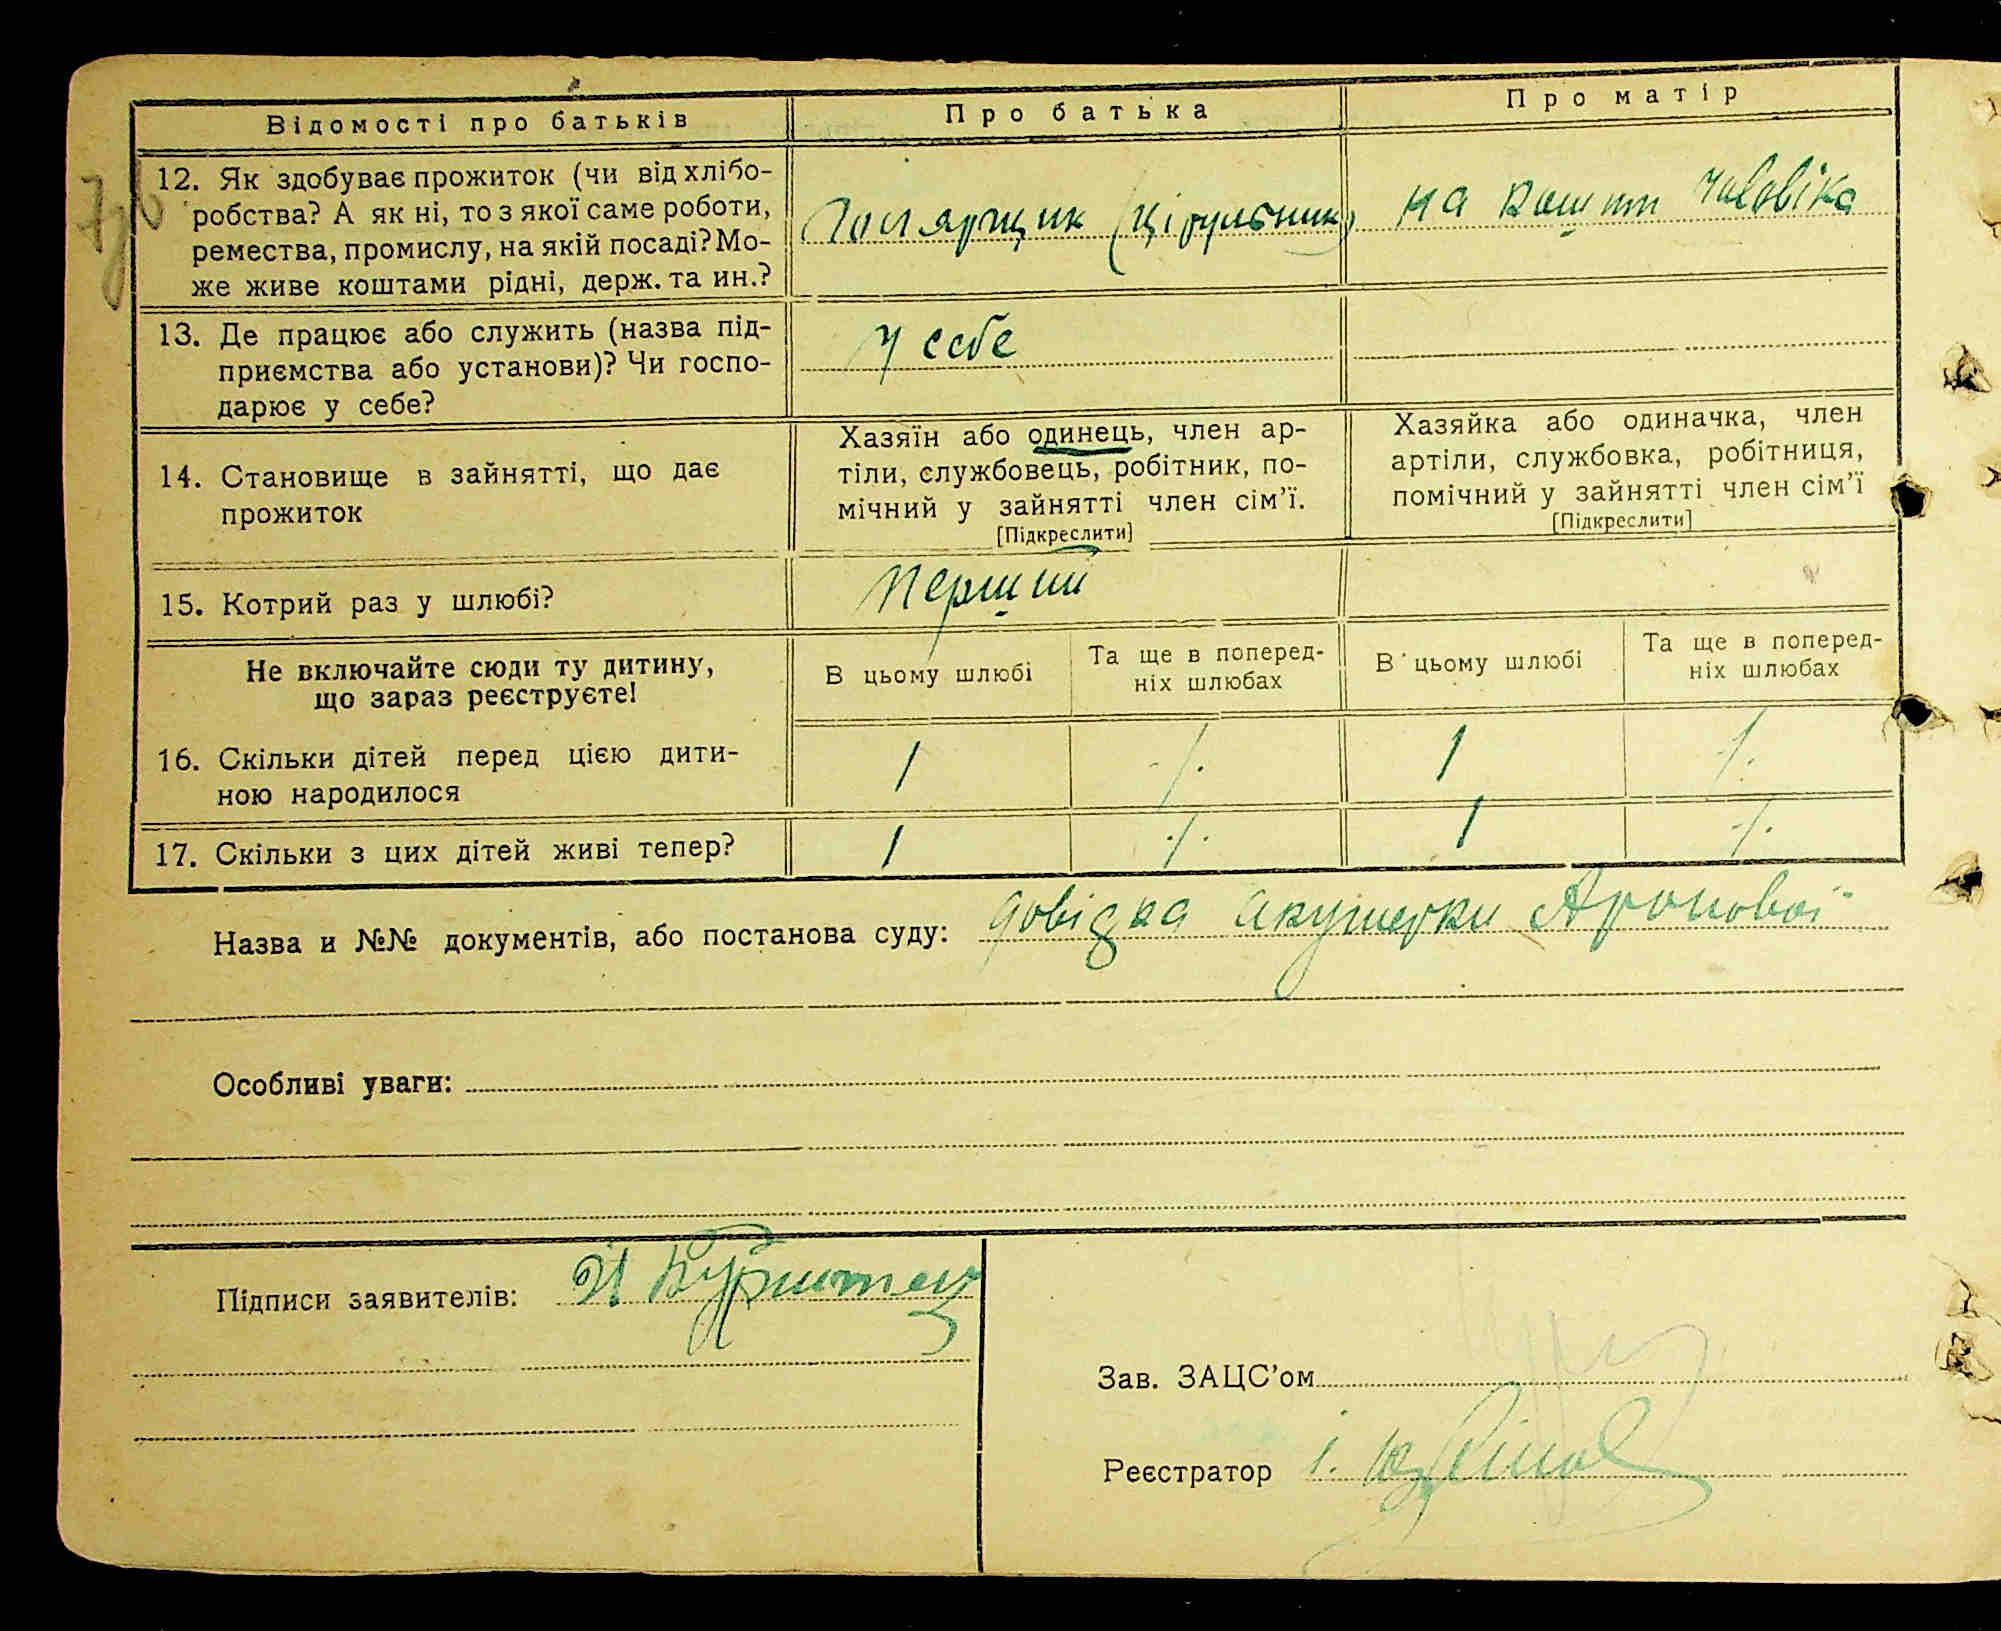 Відомості про батьків
Про батька
Про матір
12. Як здобуває прожиток (чи від хлібо-
робства? А як ні, то з якої саме роботи,
ремества, промислу, на якій посаді? Мо-
же живе коштами рідні, держ. та ин.?
Голярщик (цірульник)
на кошти чоловіка
13. Де працює або служить (назва під-
приємства або установи)? Чи госпо-
дарює у себе?
у себе
14. Становище в зайнятті, що дає
прожиток
Хазяїн або одинець, член ар-
тіли, службовець, робітник, по-
мічний у зайнятті член сім’ї.
[Підкреслити]
Хазяйка або одиначка, член
артіли, службовка, робітниця,
помічний у зайнятті член сім’ї
[Підкреслити]
15. Котрий раз у шлюбі?
перший
Не включайте сюди ту дитину,
що зараз реєструєте!
В цьому шлюбі
Та ще в поперед-
ніх шлюбах
В цьому шлюбі
Та ще в поперед-
ніх шлюбах
16. Скільки дітей перед цією дити-
ною народилося
1 ·/. 1 ·/.
17. Скільки з цих дітей живі тепер?
1 ·/. 1 ·/.
Назва и №№ документів, або постанова суду: довідка акушерки Аронової
Особливі уваги:
Підписи заявителів:
Зав. ЗАЦС’ом
Реєстратор